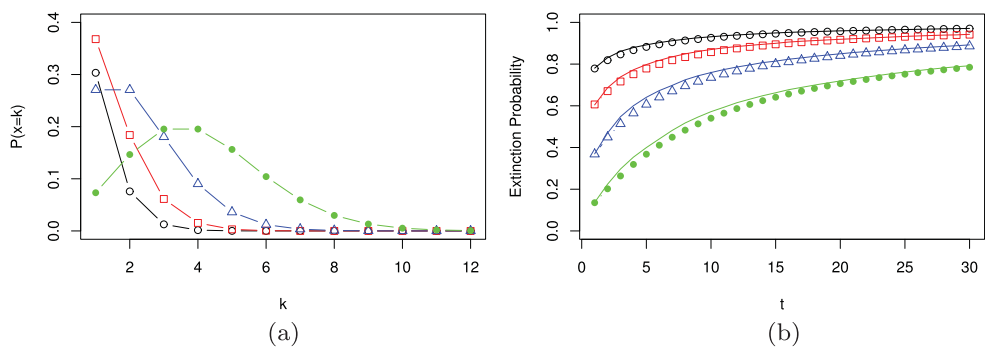 P(x=k)
0.0 0.1 0.2 0.3 0.4
2 4 6 8 10 12
k
(a)
Extinction Probability
0.0 0.2 0.4 0.6 0.8 1.0
0 5 10 15 20 25 30
t
(b)